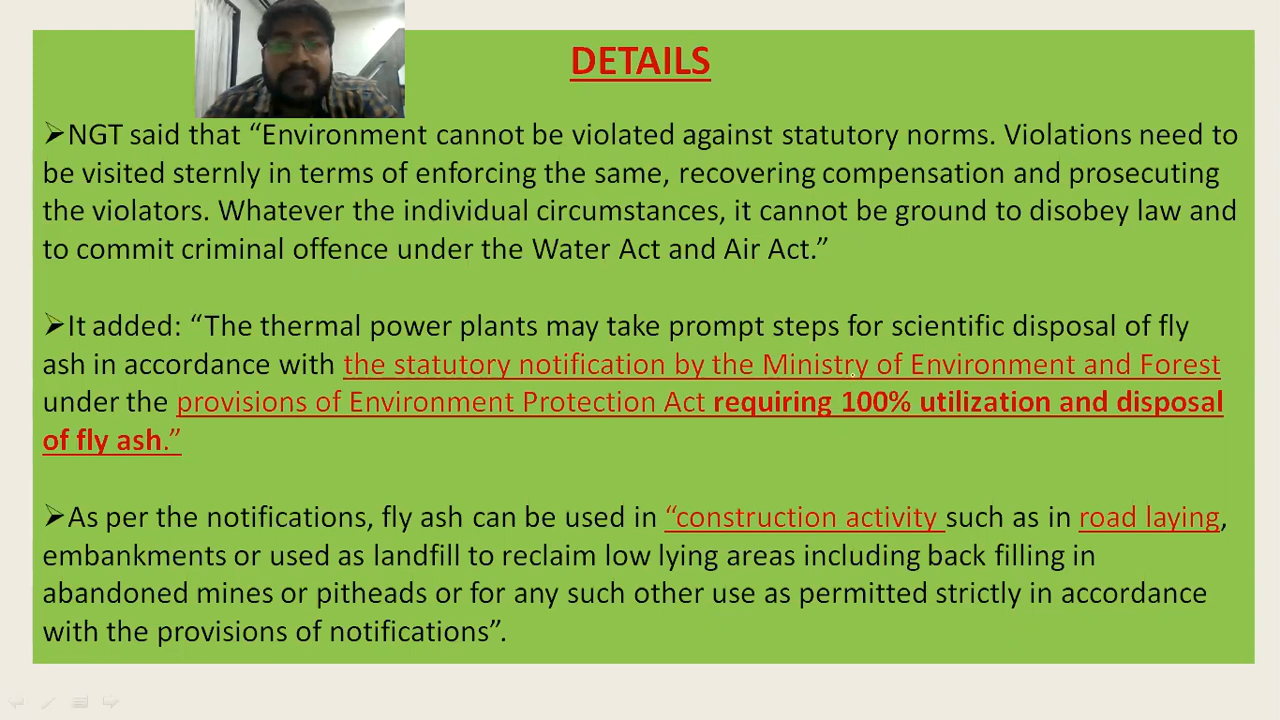 DETAILS
➢NGT said that “Environment cannot be violated against statutory norms. Violations need to
be visited sternly in terms of enforcing the same, recovering compensation and prosecuting
the violators. Whatever the individual circumstances, it cannot be ground to disobey law and
to commit criminal offence under the Water Act and Air Act.”
➢It added: “The thermal power plants may take prompt steps for scientific disposal of fly
ash in accordance with the statutory notification by the Ministry of Environment and Forest
under the provisions of Environment Protection Act requiring 100% utilization and disposal
of fly ash.”
➢As per the notifications, fly ash can be used in “construction activity such as in road laying,
embankments or used as landfill to reclaim low lying areas including back filling in
abandoned mines or pitheads or for any such other use as permitted strictly in accordance
with the provisions of notifications”.